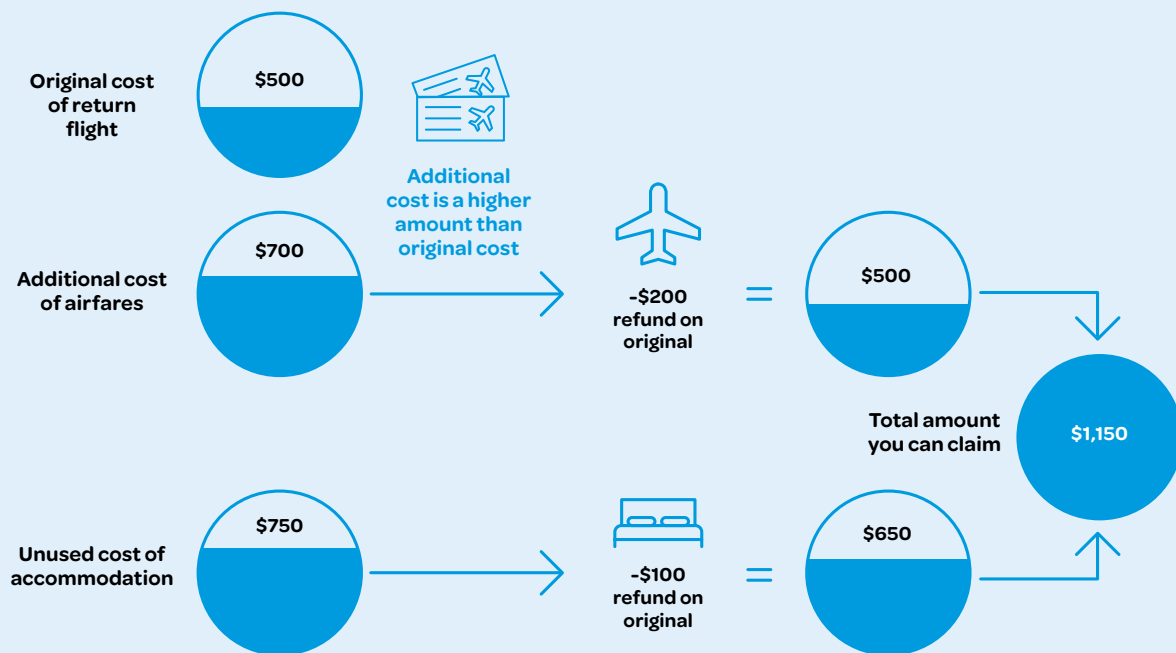 Original cost
of return
flight
$500
Additional
cost is a higher
amount than
original cost
Additional cost
of airfares
$700
-$200
refund on
original
=
$500
Total amount
you can claim
$1,150
Unused cost of
accommodation
$750
-$100
refund on
original
=
$650